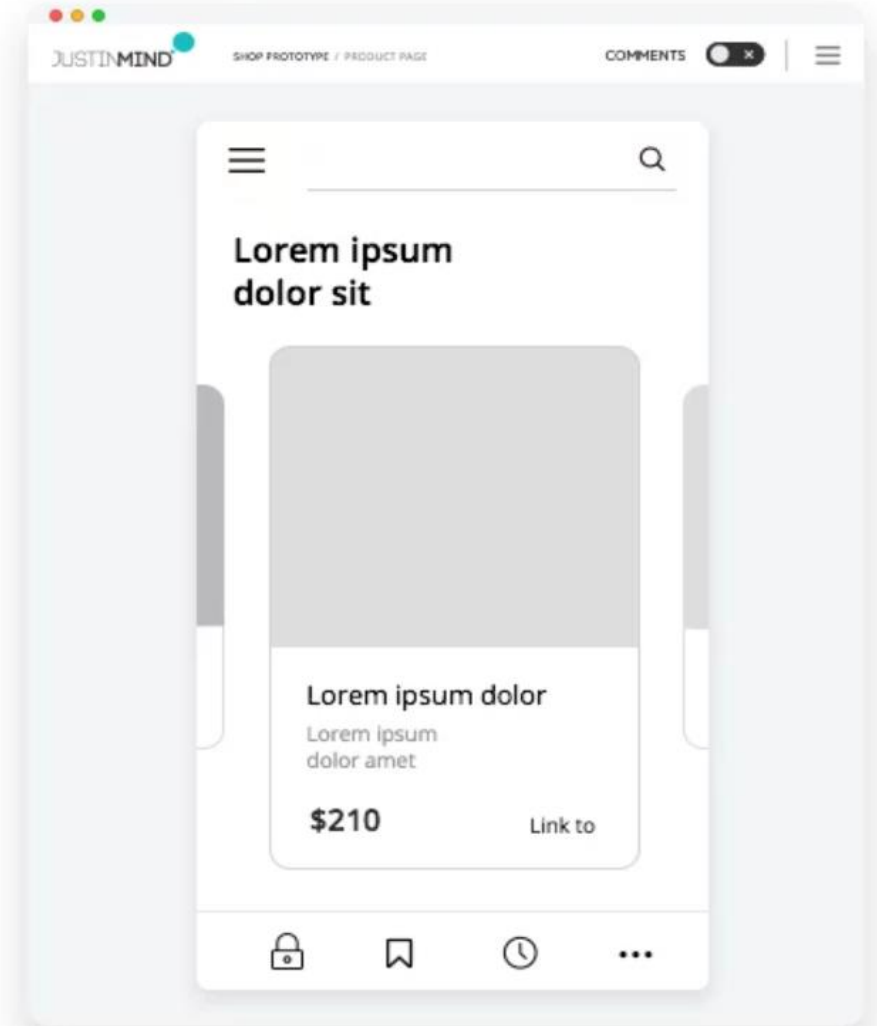 JUSTINMIND
SHOP PROTOTYPE / PRODUCT PAGE
COMMENTS
Lorem ipsum
dolor sit
Lorem ipsum dolor
Lorem ipsum
dolor amet
$210
Link to